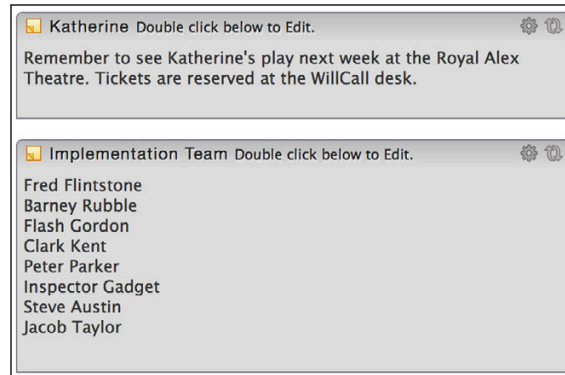 Katherine Double click below to Edit.
Remember to see Katherine's play next week at the Royal Alex
Theatre. Tickets are reserved at the WillCall desk.
Implementation Team Double click below to Edit.
Fred Flintstone
Barney Rubble
Flash Gordon
Clark Kent
Peter Parker
Inspector Gadget
Steve Austin
Jacob Taylor